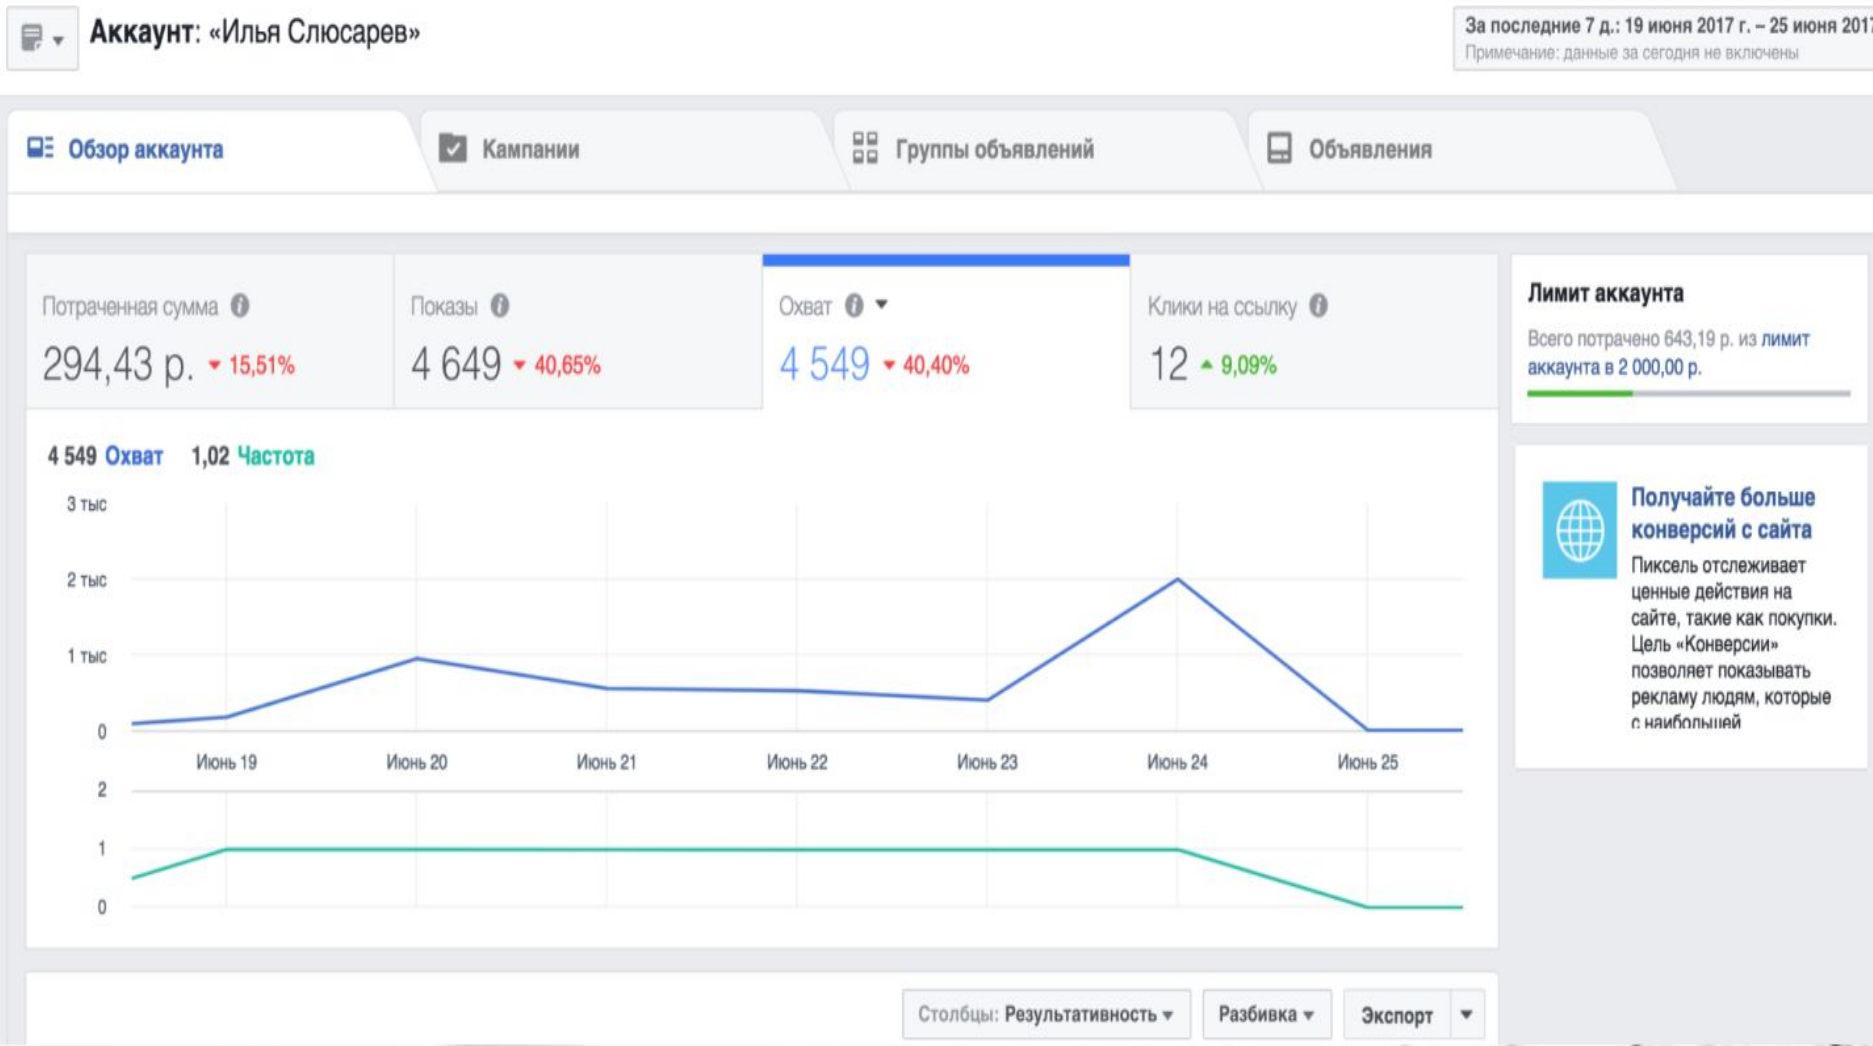 Аккаунт: «Илья Слюсарев»
За последние 7 д.: 19 июня 2017 г. – 25 июня 2017
Примечание: данные за сегодня не включены
Обзор аккаунта
Кампании
Группы объявлений
Объявления
Потраченная сумма
294,43 р. 15,51%
Показы
4 649 40,65%
Охват
4 549 40,40%
Клики на ссылку
12 9,09%
Лимит аккаунта
Всего потрачено 643,19 р. из лимит
аккаунта в 2 000,00 р.
4 549 Охват 1,02 Частота
3 тыс
2 тыс
1 тыс
0
Июнь 19 Июнь 20 Июнь 21 Июнь 22 Июнь 23 Июнь 24 Июнь 25
2
1
0
Получайте больше
конверсий с сайта
Пиксель отслеживает
ценные действия на
сайте, такие как покупки.
Цель «Конверсии»
позволяет показывать
рекламу людям, которые
с наибольшей
Столбцы: Результативность
Разбивка
Экспорт